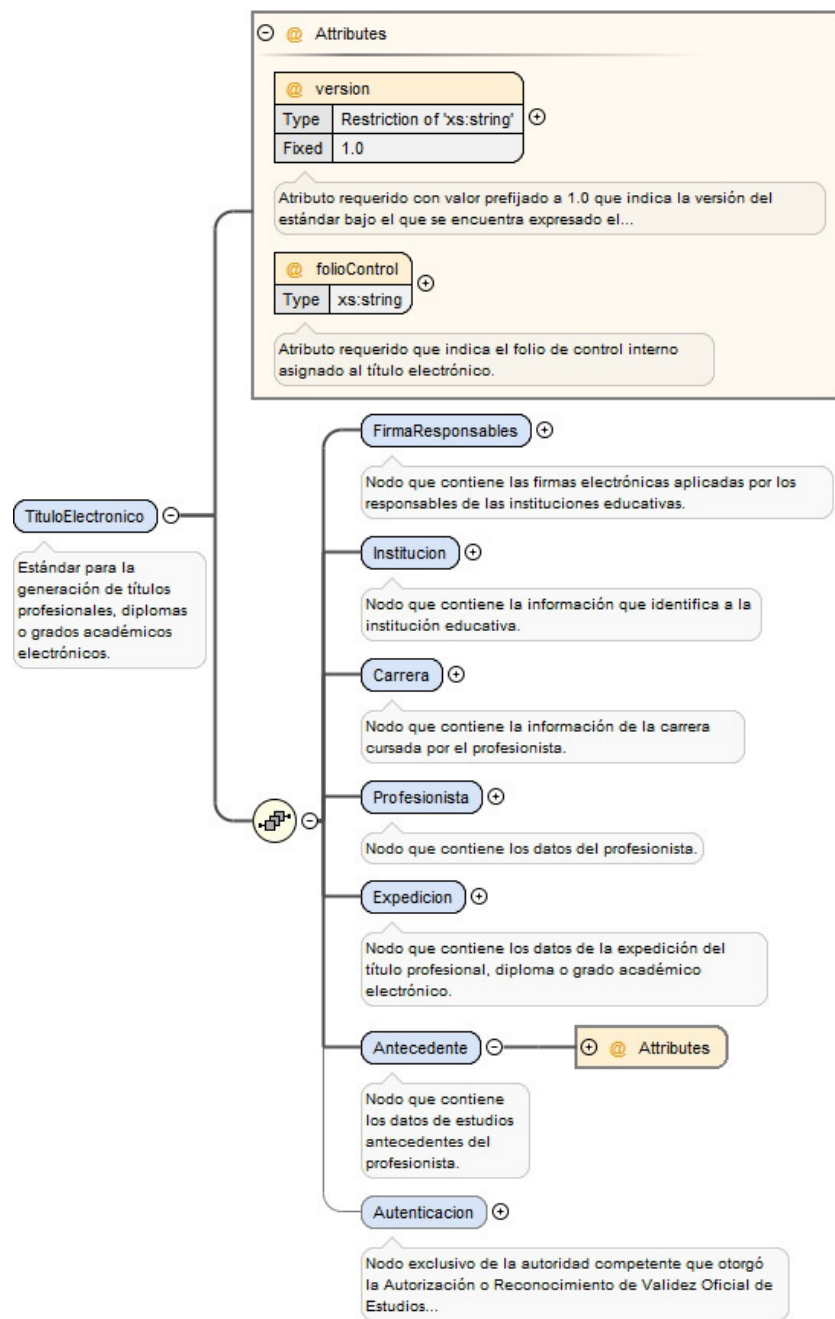 @ Attributes
@ version
Type Restriction of 'xs:string'
Fixed 1.0
Atributo requerido con valor prefijado a 1.0 que indica la versión del
estándar bajo el que se encuentra expresado el...
@ folioControl
Type xs:string
Atributo requerido que indica el folio de control interno
asignado al título electrónico.
TituloElectronico
Estándar para la
generación de títulos
profesionales, diplomas
o grados académicos
electrónicos.
FirmaResponsables
Nodo que contiene las firmas electrónicas aplicadas por los
responsables de las instituciones educativas.
Institucion
Nodo que contiene la información que identifica a la
institución educativa.
Carrera
Nodo que contiene la información de la carrera
cursada por el profesionista.
Profesionista
Nodo que contiene los datos del profesionista.
Expedicion
Nodo que contiene los datos de la expedición del
título profesional, diploma o grado académico
electrónico.
Antecedente
@ Attributes
Nodo que contiene
los datos de estudios
antecedentes del
profesionista.
Autenticacion
Nodo exclusivo de la autoridad competente que otorgó
la Autorización o Reconocimiento de Validez Oficial de
Estudios...